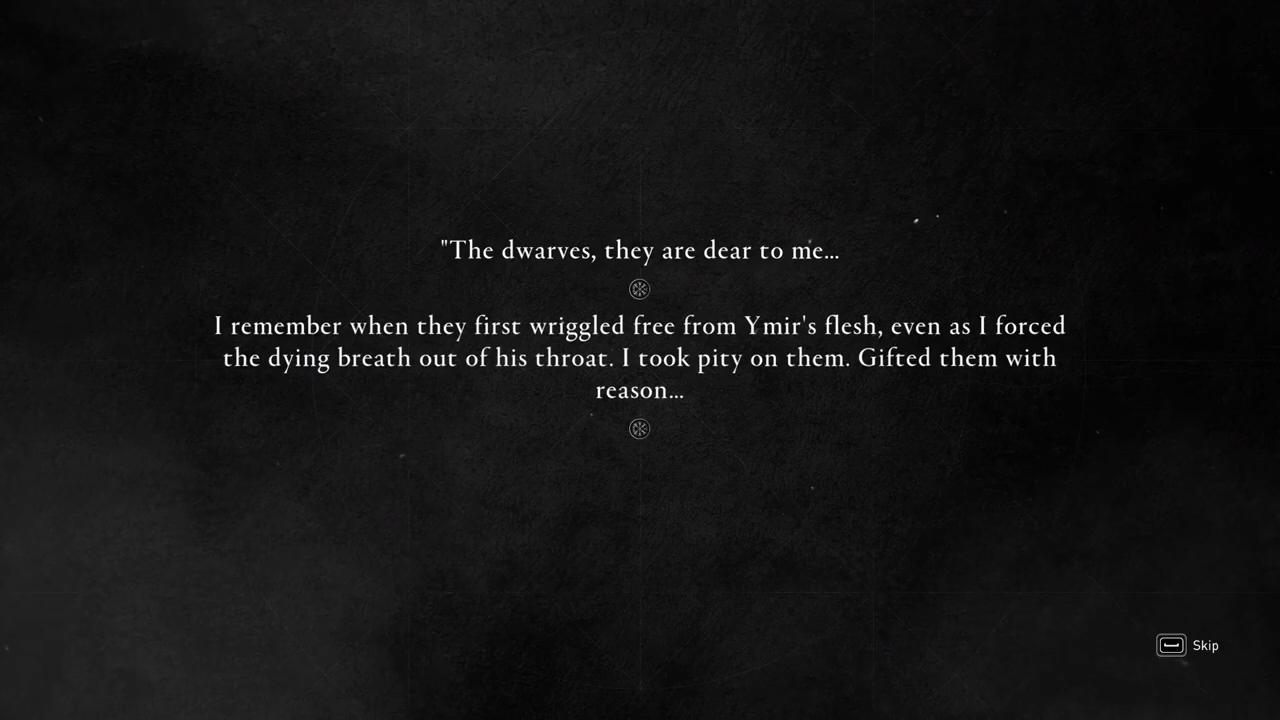 "The dwarves, they are dear to me...
I remember when they first wriggled free from Ymir's flesh, even as I forced
the dying breath out of his throat. I took pity on them. Gifted them with
reason...
Skip